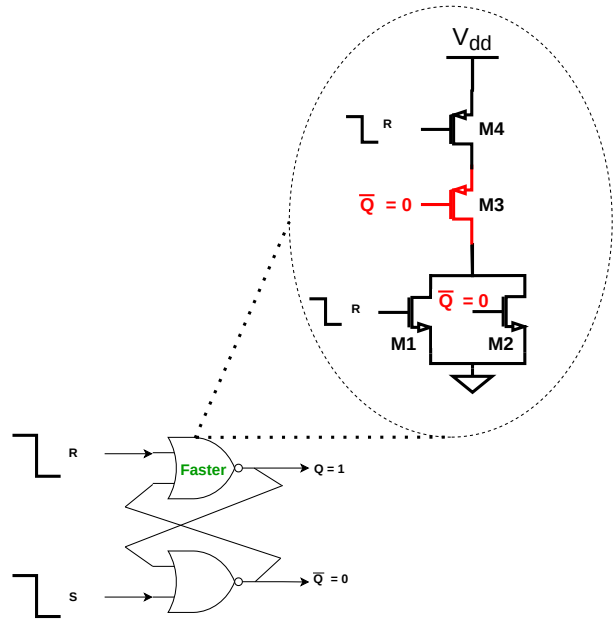 Vdd
R
M4
Q̅ = 0
M3
R
Q̅ = 0
M1
M2
R
Faster
Q = 1
S
Q̅ = 0